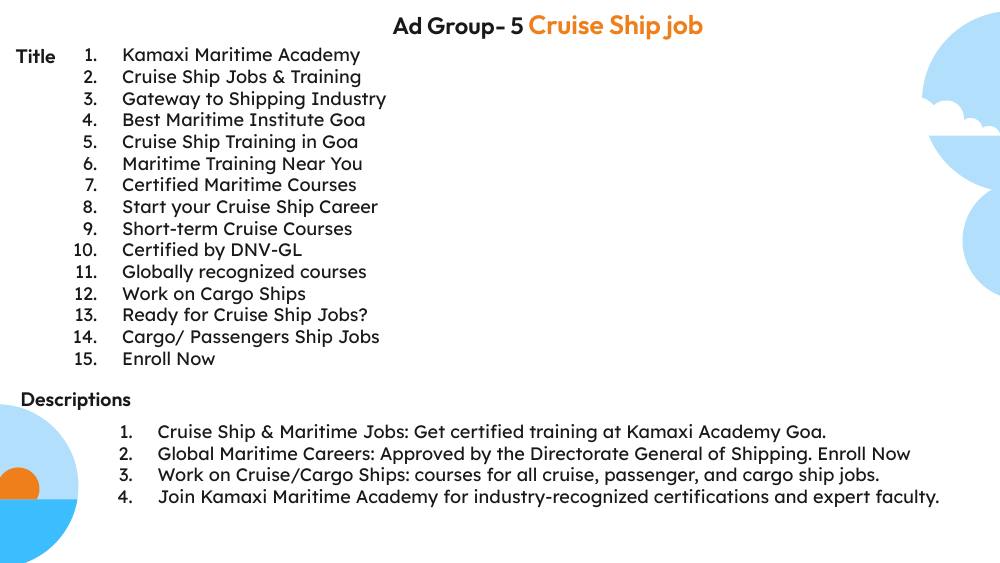 Ad Group- 5 Cruise Ship job
Title
1. Kamaxi Maritime Academy
2. Cruise Ship Jobs & Training
3. Gateway to Shipping Industry
4. Best Maritime Institute Goa
5. Cruise Ship Training in Goa
6. Maritime Training Near You
7. Certified Maritime Courses
8. Start your Cruise Ship Career
9. Short-term Cruise Courses
10. Certified by DNV-GL
11. Globally recognized courses
12. Work on Cargo Ships
13. Ready for Cruise Ship Jobs?
14. Cargo/ Passengers Ship Jobs
15. Enroll Now
Descriptions
1. Cruise Ship & Maritime Jobs: Get certified training at Kamaxi Academy Goa.
2. Global Maritime Careers: Approved by the Directorate General of Shipping. Enroll Now
3. Work on Cruise/Cargo Ships: courses for all cruise, passenger, and cargo ship jobs.
4. Join Kamaxi Maritime Academy for industry-recognized certifications and expert faculty.